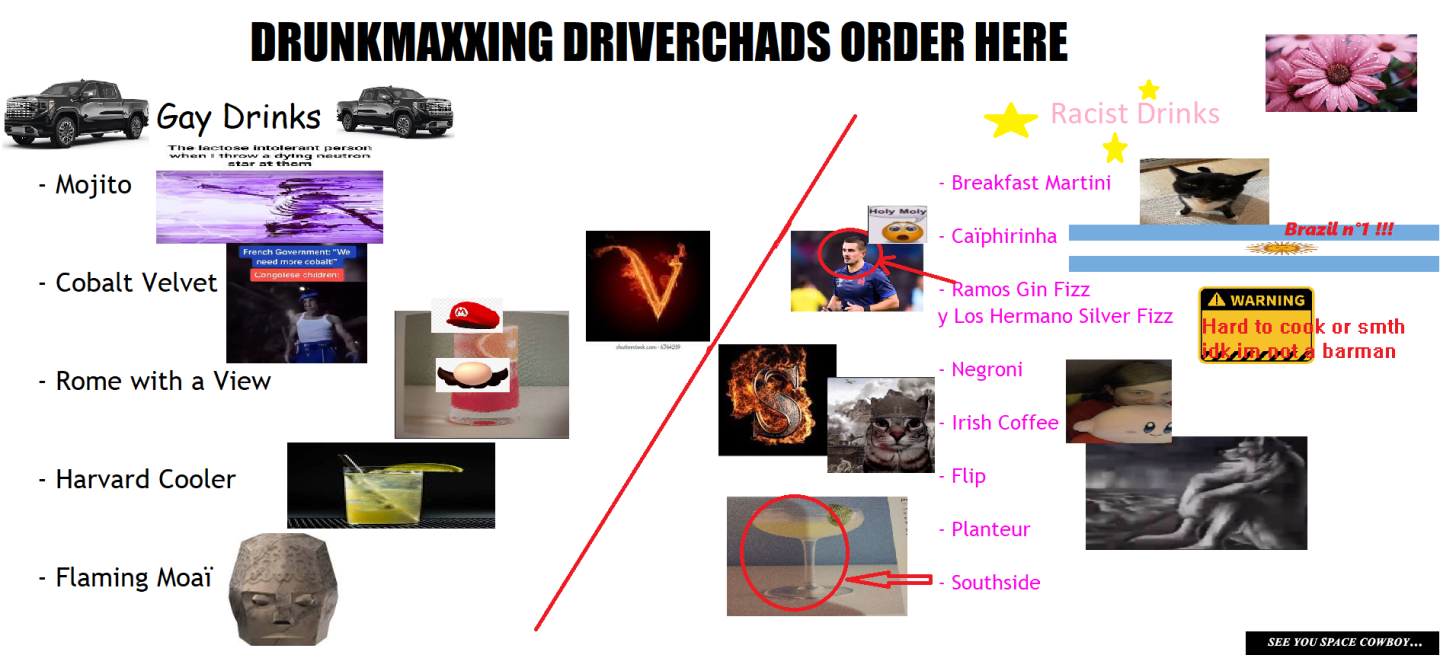 DRUNKMAXXING DRIVERCHADS ORDER HERE
Gay Drinks
The lactose intolerant person
when i throw a dying neutron
star at them
- Mojito
French Government: "We
need more cobalt!"
Congolese children:
- Cobalt Velvet
M
- Rome with a View
- Harvard Cooler
- Flaming Moaï
V
shutterstock.com · 6764239
S
Racist Drinks
- Breakfast Martini
Holy Moly
- Caïphirinha
Brazil n°1 !!!
- Ramos Gin Fizz
y Los Hermano Silver Fizz
WARNING
Hard to cook or smth
idk im not a barman
- Negroni
- Irish Coffee
- Flip
- Planteur
- Southside
SEE YOU SPACE COWBOY...